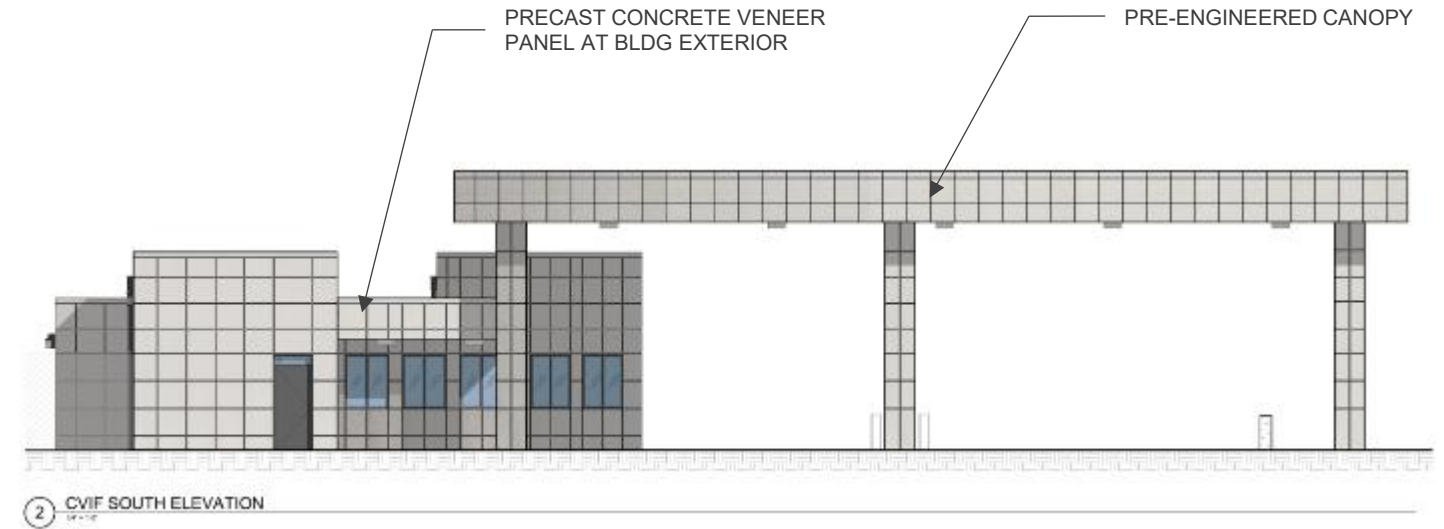 PRECAST CONCRETE VENEER
PANEL AT BLDG EXTERIOR
PRE-ENGINEERED CANOPY
2
CVIF SOUTH ELEVATION